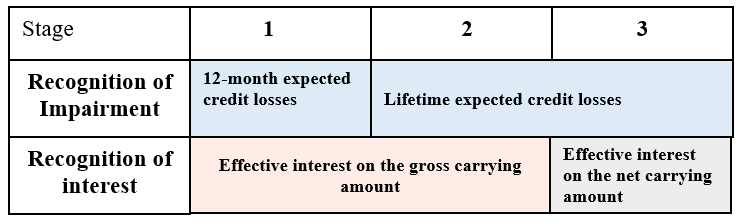 Stage 1 2 3
Recognition of
Impairment
12-month expected
credit losses
Lifetime expected credit losses
Recognition of
interest
Effective interest on the gross carrying
amount
Effective interest
on the net carrying
amount